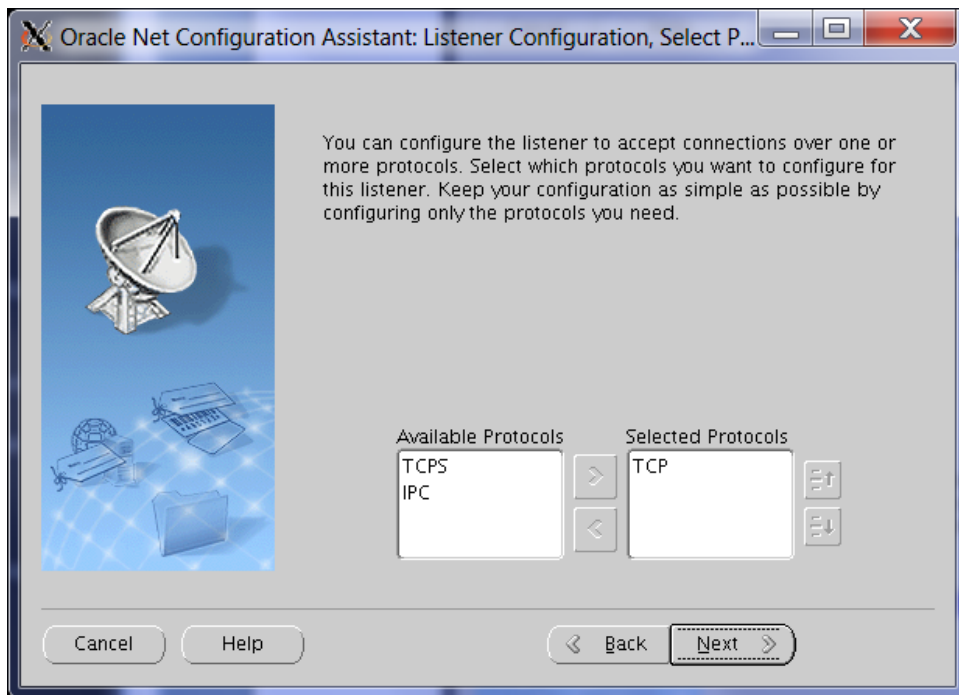 Oracle Net Configuration Assistant: Listener Configuration, Select P...
You can configure the listener to accept connections over one or
more protocols. Select which protocols you want to configure for
this listener. Keep your configuration as simple as possible by
configuring only the protocols you need.
Available Protocols
TCPS
IPC
Selected Protocols
TCP
Cancel
Help
Back
Next